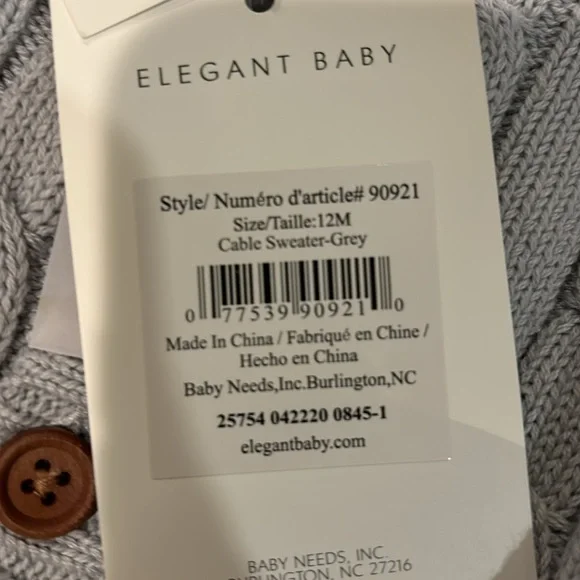 ELEGANT BABY
Style/ Numéro d'article# 90921
Size/Taille:12M
Cable Sweater-Grey
0 77539 90921 0
Made In China / Fabriqué en Chine /
Hecho en China
Baby Needs,Inc.Burlington,NC
25754 042220 0845-1
elegantbaby.com
BABY NEEDS, INC.
BURLINGTON, NC 27216